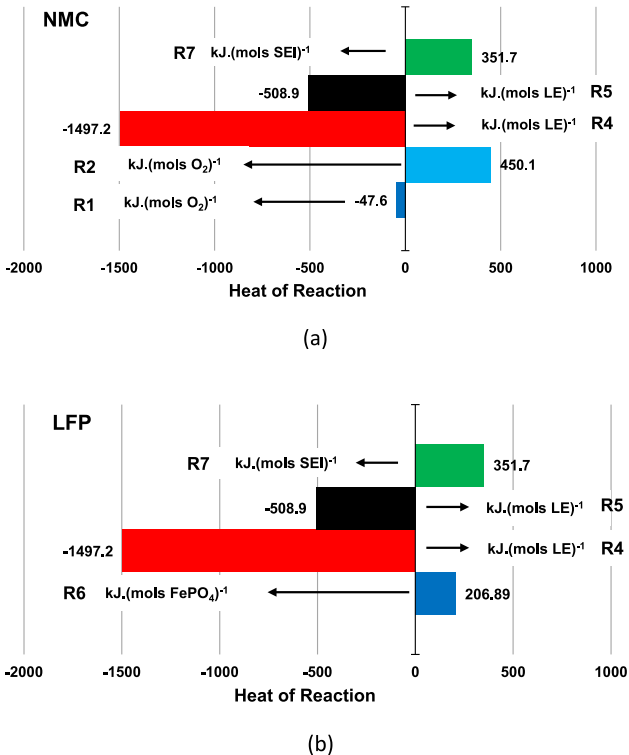 NMC
R7 kJ.(mols SEI)⁻¹ 351.7
-508.9 kJ.(mols LE)⁻¹ R5
-1497.2 kJ.(mols LE)⁻¹ R4
R2 kJ.(mols O₂)⁻¹ 450.1
R1 kJ.(mols O₂)⁻¹ -47.6
-2000 -1500 -1000 -500 0 500 1000
Heat of Reaction
(a)
LFP
R7 kJ.(mols SEI)⁻¹ 351.7
-508.9 kJ.(mols LE)⁻¹ R5
-1497.2 kJ.(mols LE)⁻¹ R4
R6 kJ.(mols FePO₄)⁻¹ 206.89
-2000 -1500 -1000 -500 0 500 1000
Heat of Reaction
(b)